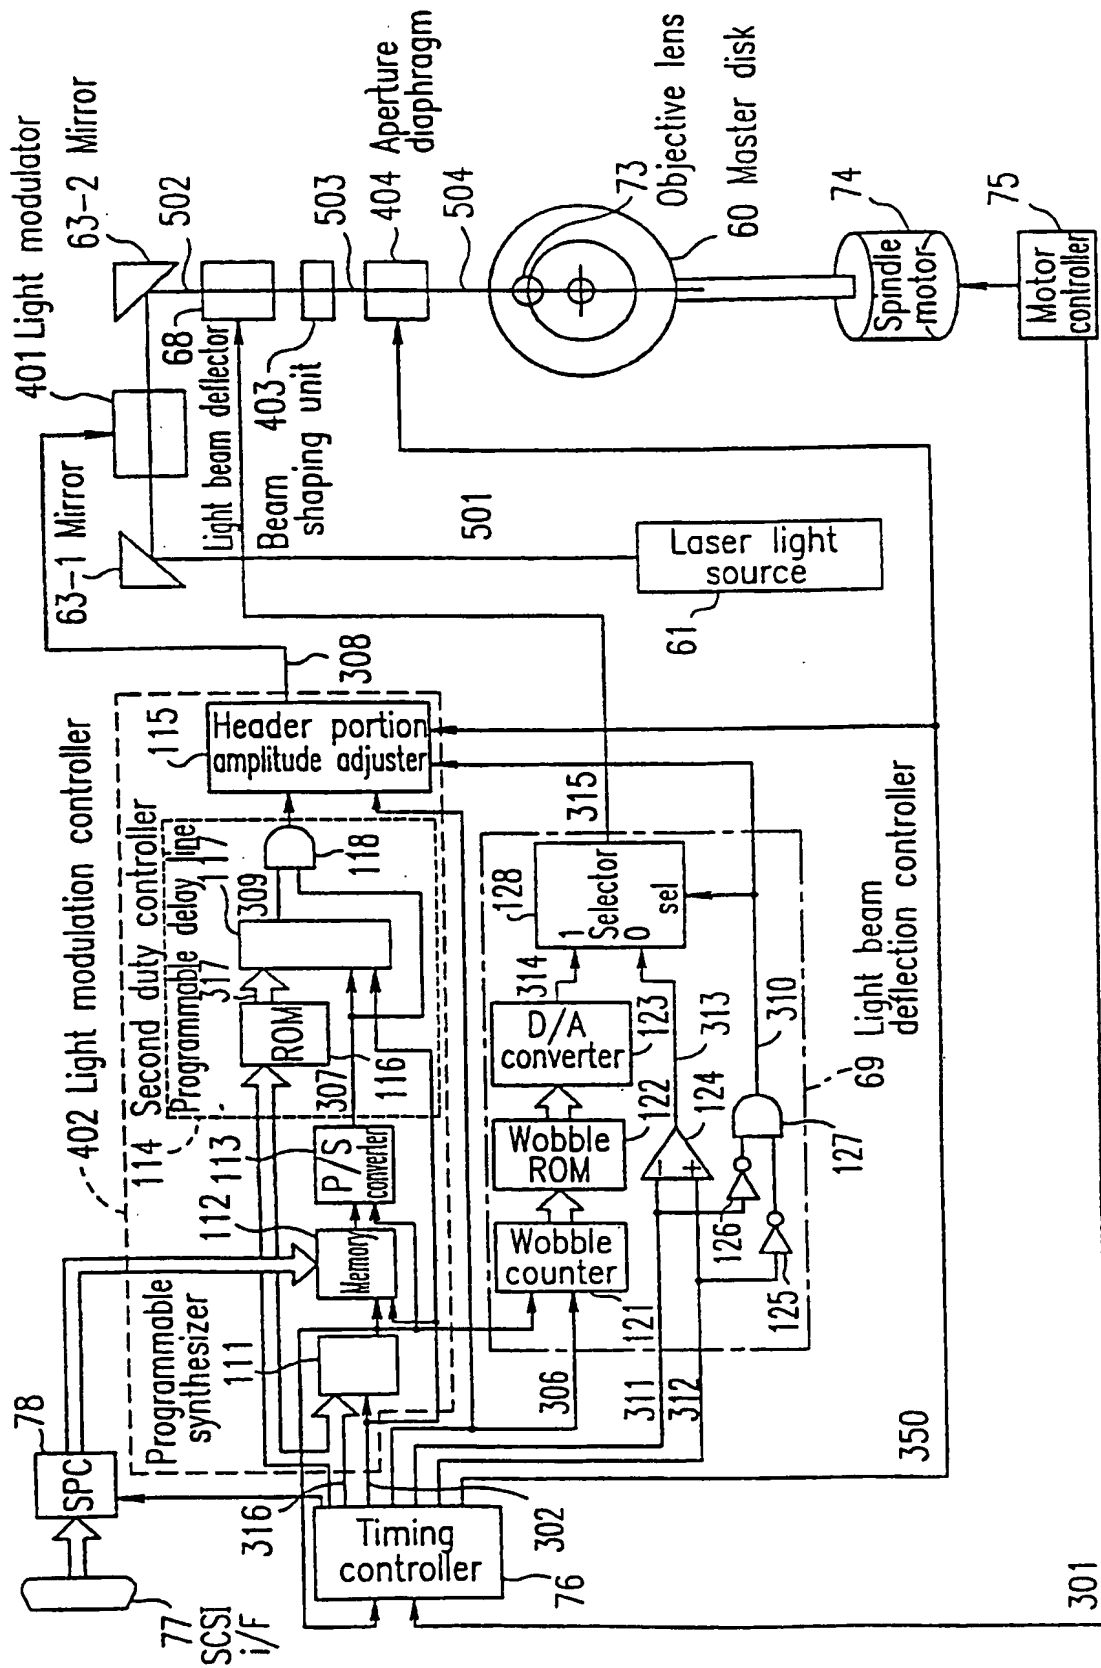 77
SCSI
i/F
78
SPC
Programmable
synthesizer
111
316
Timing
controller
302
76
301
402 Light modulation controller
114 Second duty controller
Programmable delay line
117
112
Memory
113
P/S
converter
307
ROM
317
116
309
118
115
Header portion
amplitude adjuster
308
306
311
312
350
121
Wobble
counter
Wobble
ROM
122
D/A
converter
123
314
313
124
125
126
127
310
128
1
Selector
0
sel
315
69 Light beam
deflection controller
61
Laser light
source
501
63-1 Mirror
401 Light modulator
63-2 Mirror
502
68
Light beam deflector
403
Beam
shaping unit
503
404 Aperture
diaphragm
504
73
Objective lens
60 Master disk
74
Spindle
motor
75
Motor
controller